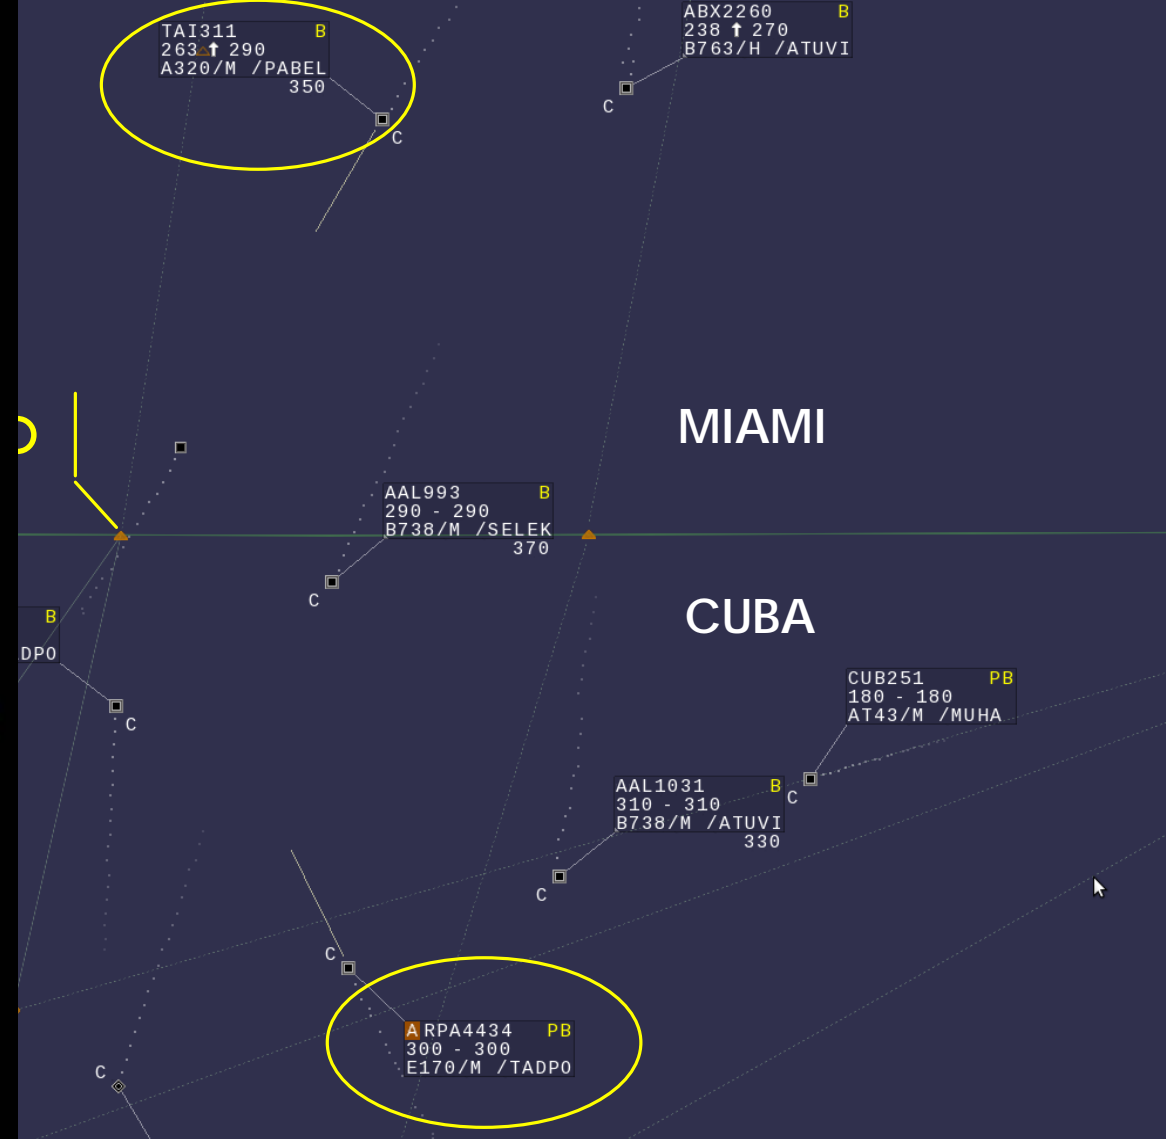 TAI311 B
263 ↑ 290
A320/M /PABEL
350
C
ABX2260 B
238 ↑ 270
B763/H /ATUVI
C
MIAMI
AAL993 B
290 - 290
B738/M /SELEK
370
C
CUBA
B
DPO
C
CUB251 PB
180 - 180
AT43/M /MUHA
C
AAL1031 B
310 - 310
B738/M /ATUVI
330
C
C
A RPA4434 PB
300 - 300
E170/M /TADPO
C